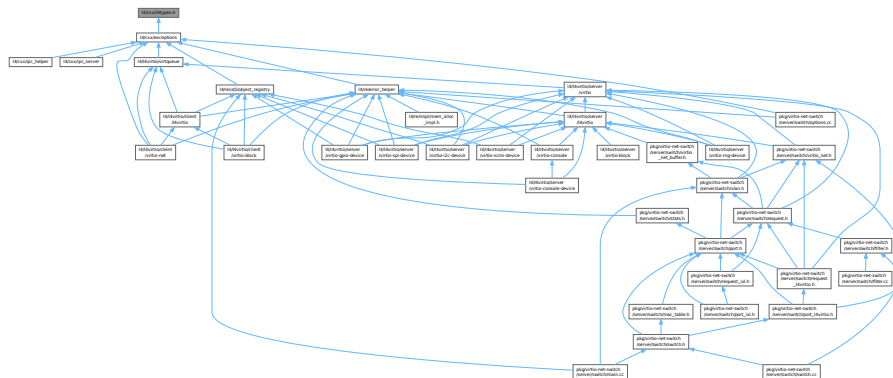 l4/cxx/l4types.h
l4/cxx/exceptions
l4/cxx/ipc_helper
l4/cxx/ipc_server
l4/l4virtio/virtqueue
l4/re/util/object_registry
l4/re/error_helper
l4/l4virtio/server
/virtio
l4/l4virtio/client
/l4virtio
l4/re/impl/mem_alloc
_impl.h
l4/l4virtio/server
/l4virtio
pkg/virtio-net-switch
/server/switch/options.cc
l4/l4virtio/client
/virtio-net
l4/l4virtio/client
/virtio-block
l4/l4virtio/server
/virtio-gpio-device
l4/l4virtio/server
/virtio-spi-device
l4/l4virtio/server
/virtio-i2c-device
l4/l4virtio/server
/virtio-scmi-device
l4/l4virtio/server
/virtio-console
l4/l4virtio/server
/virtio-block
pkg/virtio-net-switch
/server/switch/virtio
_net_buffer.h
l4/l4virtio/server
/virtio-rng-device
pkg/virtio-net-switch
/server/switch/virtio_net.h
l4/l4virtio/server
/virtio-console-device
pkg/virtio-net-switch
/server/switch/vlan.h
pkg/virtio-net-switch
/server/switch/stats.h
pkg/virtio-net-switch
/server/switch/request.h
pkg/virtio-net-switch
/server/switch/port.h
pkg/virtio-net-switch
/server/switch/filter.h
pkg/virtio-net-switch
/server/switch/request_ixl.h
pkg/virtio-net-switch
/server/switch/request
_l4virtio.h
pkg/virtio-net-switch
/server/switch/filter.cc
pkg/virtio-net-switch
/server/switch/mac_table.h
pkg/virtio-net-switch
/server/switch/port_ixl.h
pkg/virtio-net-switch
/server/switch/port_l4virtio.h
pkg/virtio-net-switch
/server/switch/switch.h
pkg/virtio-net-switch
/server/switch/main.cc
pkg/virtio-net-switch
/server/switch/switch.cc